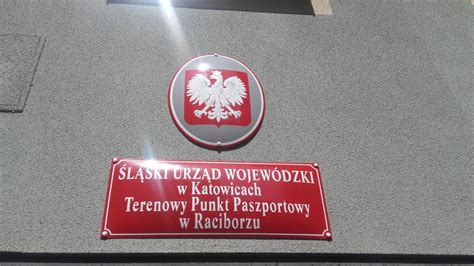 ŚLĄSKI URZĄD WOJEWÓDZKI
w Katowicach
Terenowy Punkt Paszportowy
w Raciborzu